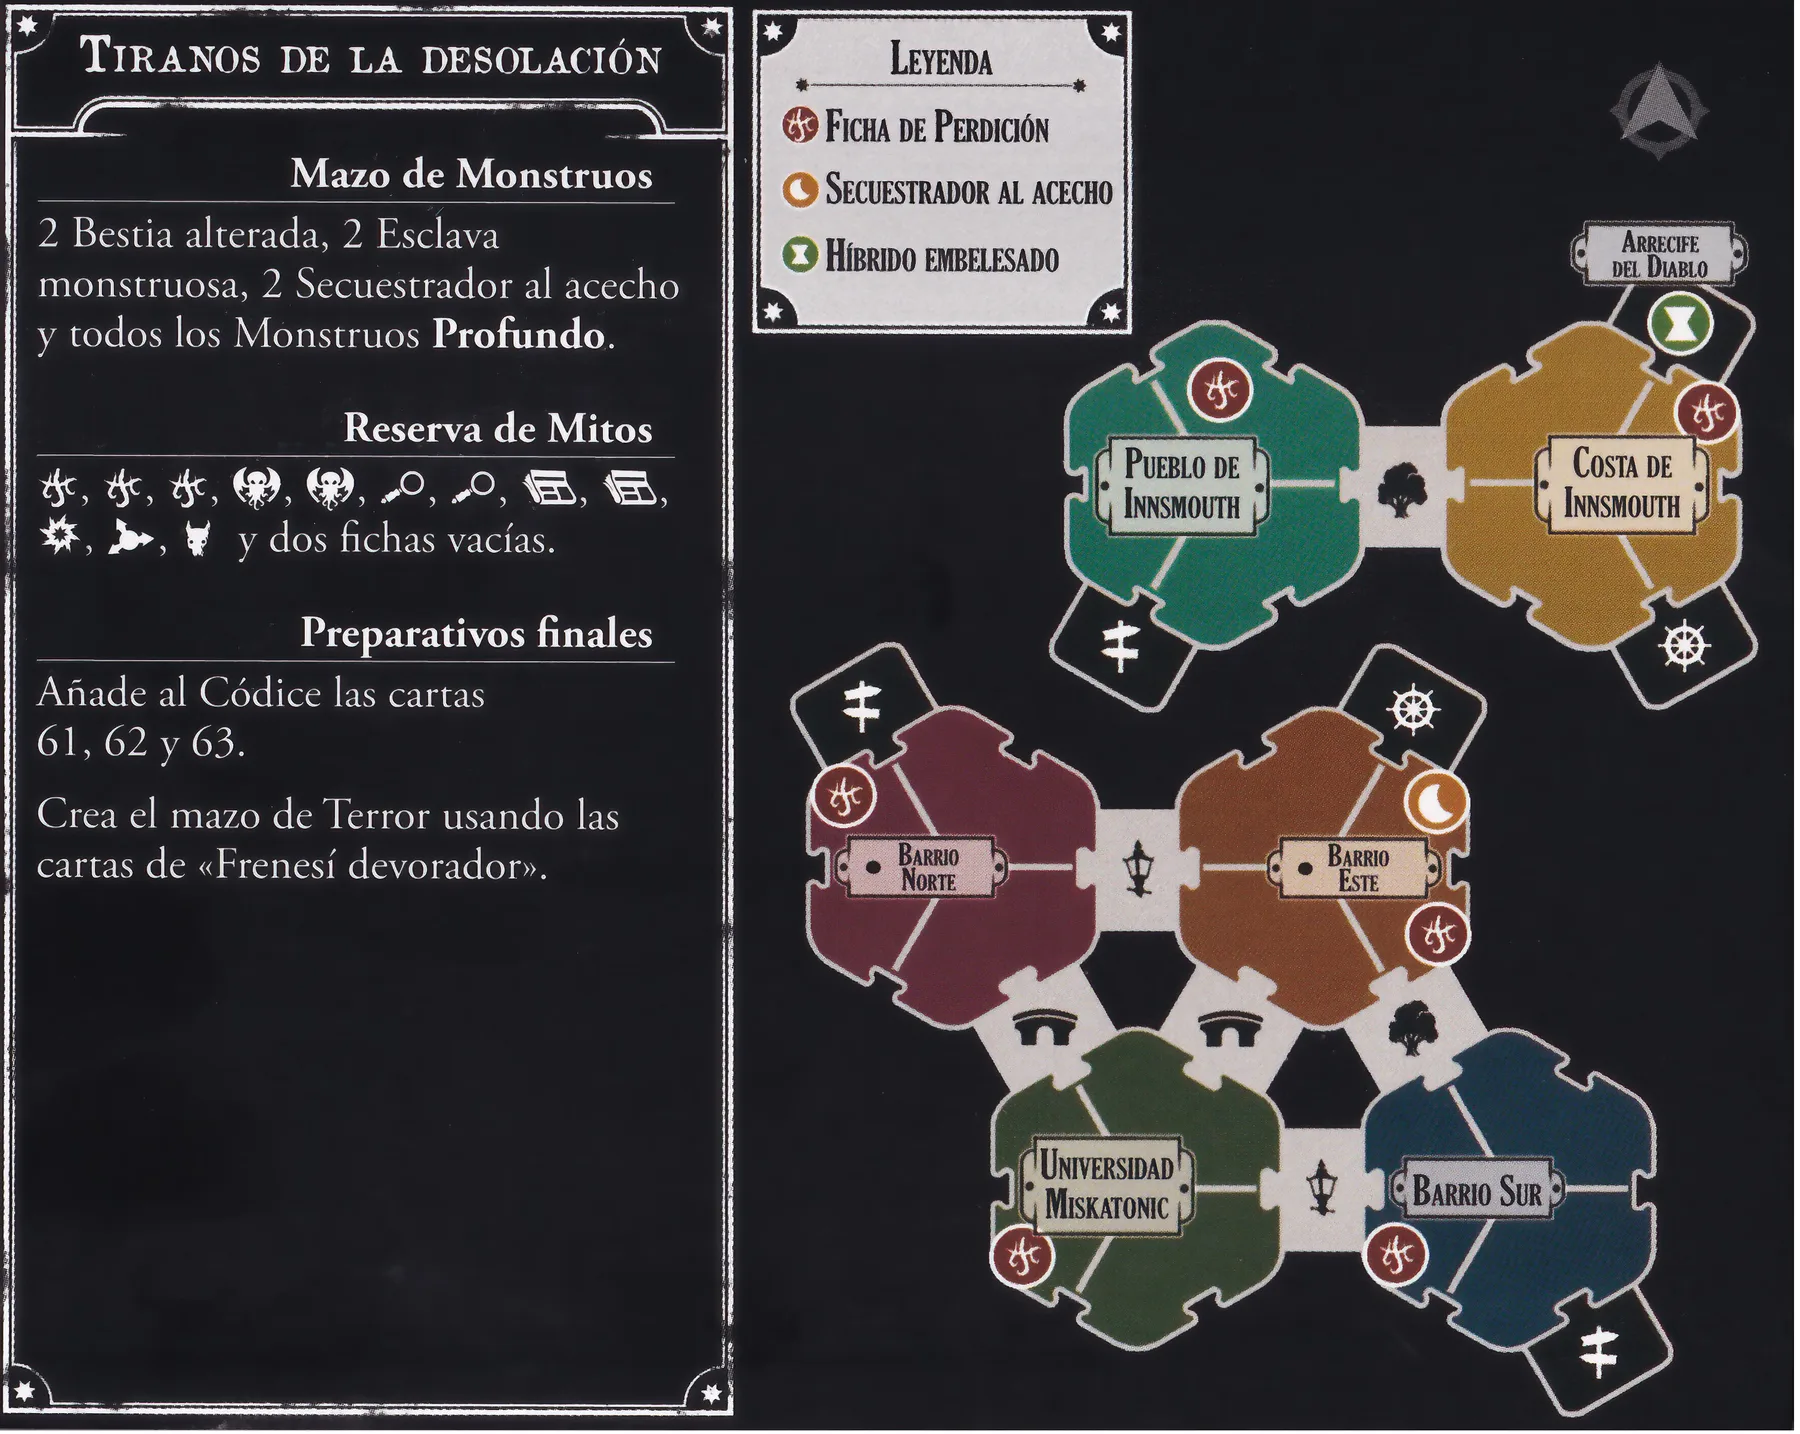 TIRANOS DE LA DESOLACIÓN
Mazo de Monstruos
2 Bestia alterada, 2 Esclava
monstruosa, 2 Secuestrador al acecho
y todos los Monstruos Profundo.
Reserva de Mitos
, , , , , , , , ,
, , y dos fichas vacías.
Preparativos finales
Añade al Códice las cartas
61, 62 y 63.
Crea el mazo de Terror usando las
cartas de «Frenesí devorador».
LEYENDA
FICHA DE PERDICIÓN
SECUESTRADOR AL ACECHO
HÍBRIDO EMBELESADO
ARRECIFE
DEL DIABLO
PUEBLO DE
INNSMOUTH
COSTA DE
INNSMOUTH
BARRIO
NORTE
BARRIO
ESTE
UNIVERSIDAD
MISKATONIC
BARRIO SUR